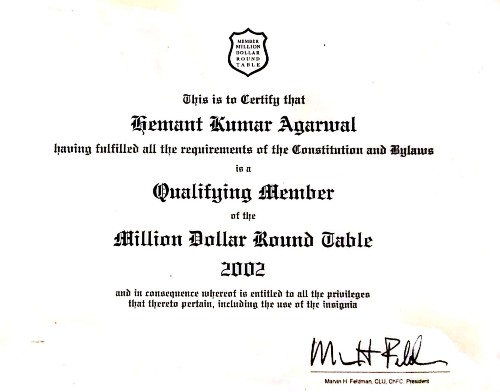 MEMBER
MILLION
DOLLAR
ROUND
TABLE
This is to Certify that
Hemant Kumar Agarwal
having fulfilled all the requirements of the Constitution and Bylaws
is a
Qualifying Member
of the
Million Dollar Round Table
2002
and in consequence whereof is entitled to all the privileges
that thereto pertain, including the use of the insignia
Marvin H. Feldman, CLU, ChFC, President